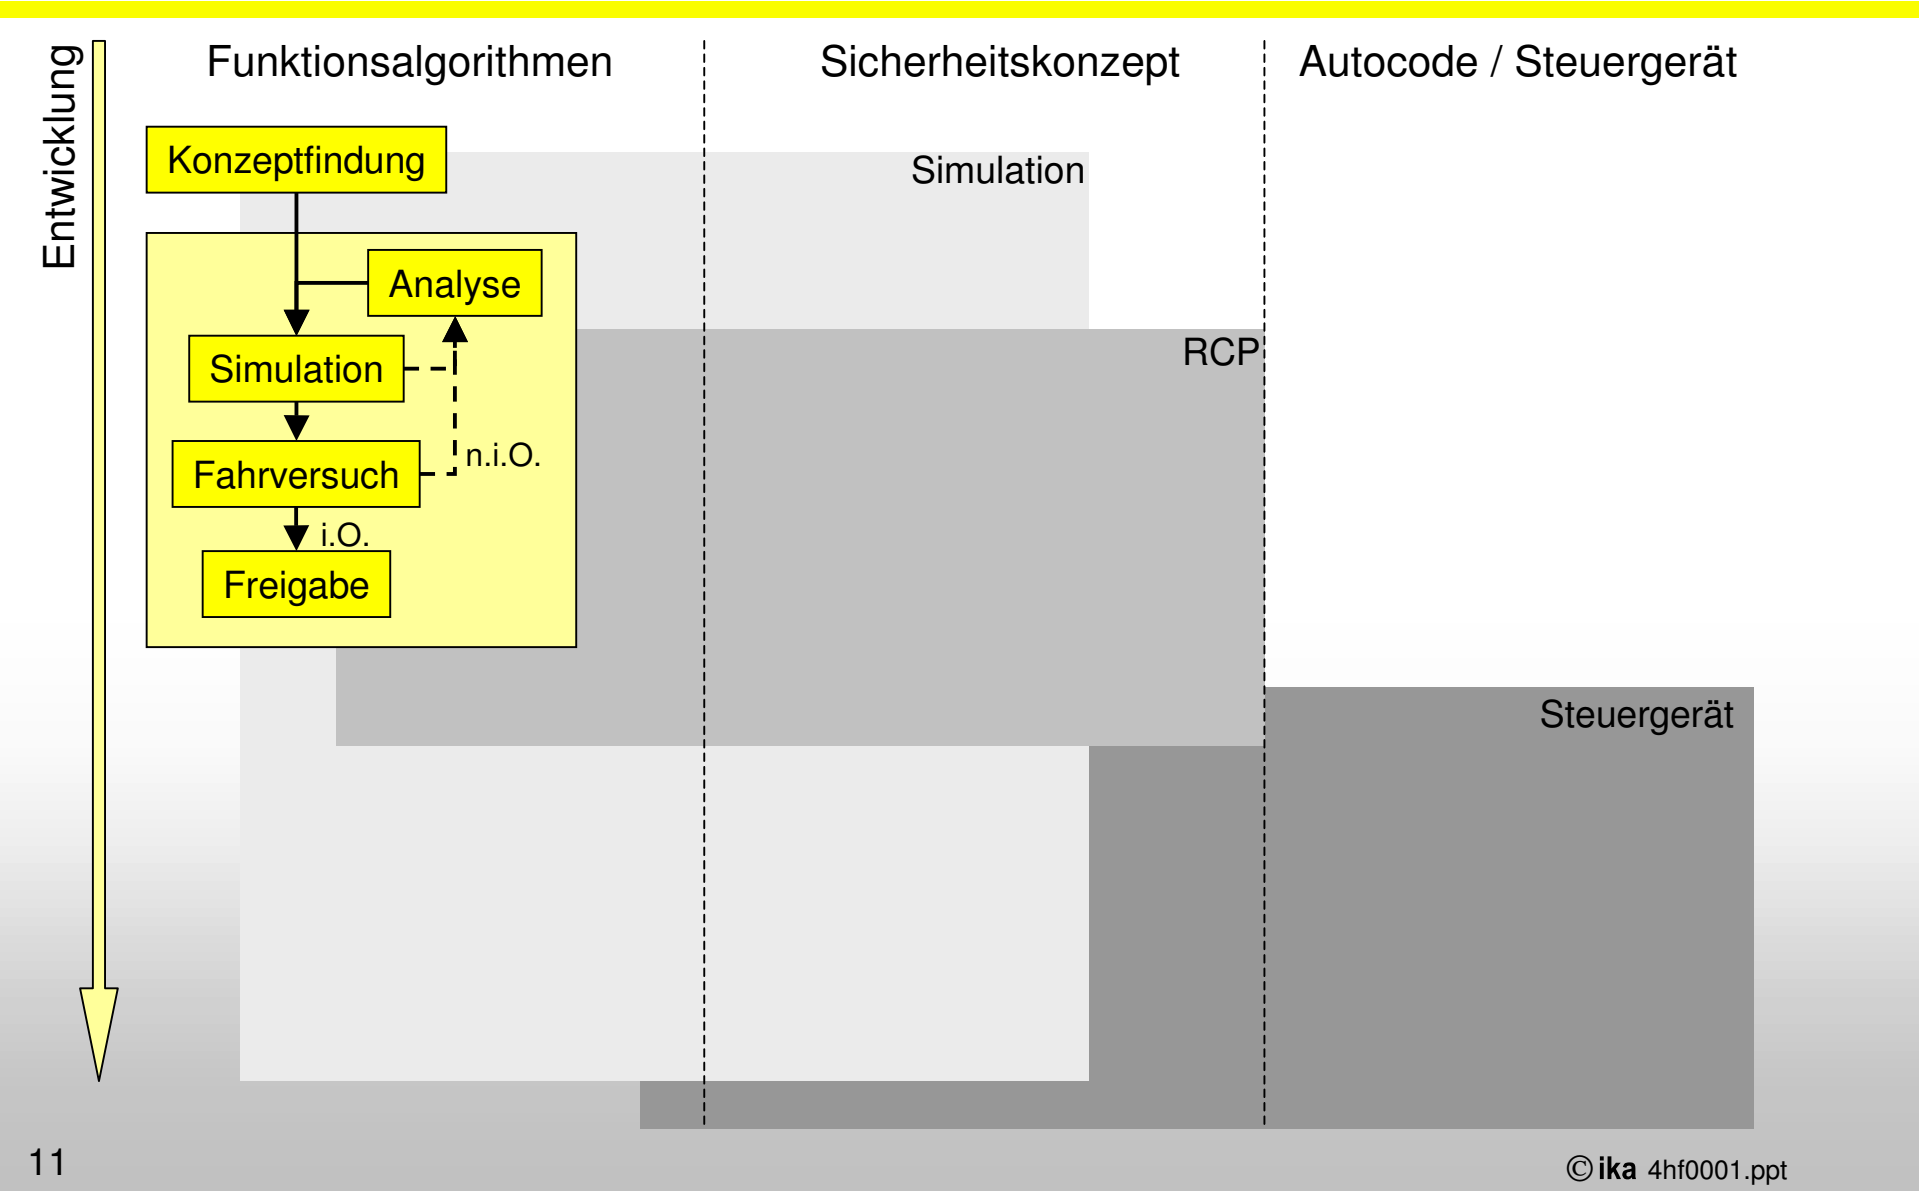 Entwicklung
Funktionsalgorithmen
Sicherheitskonzept
Autocode / Steuergerät
Konzeptfindung
Simulation
Analyse
RCP
Simulation
n.i.O.
Fahrversuch
i.O.
Freigabe
Steuergerät
11
© ika 4hf0001.ppt